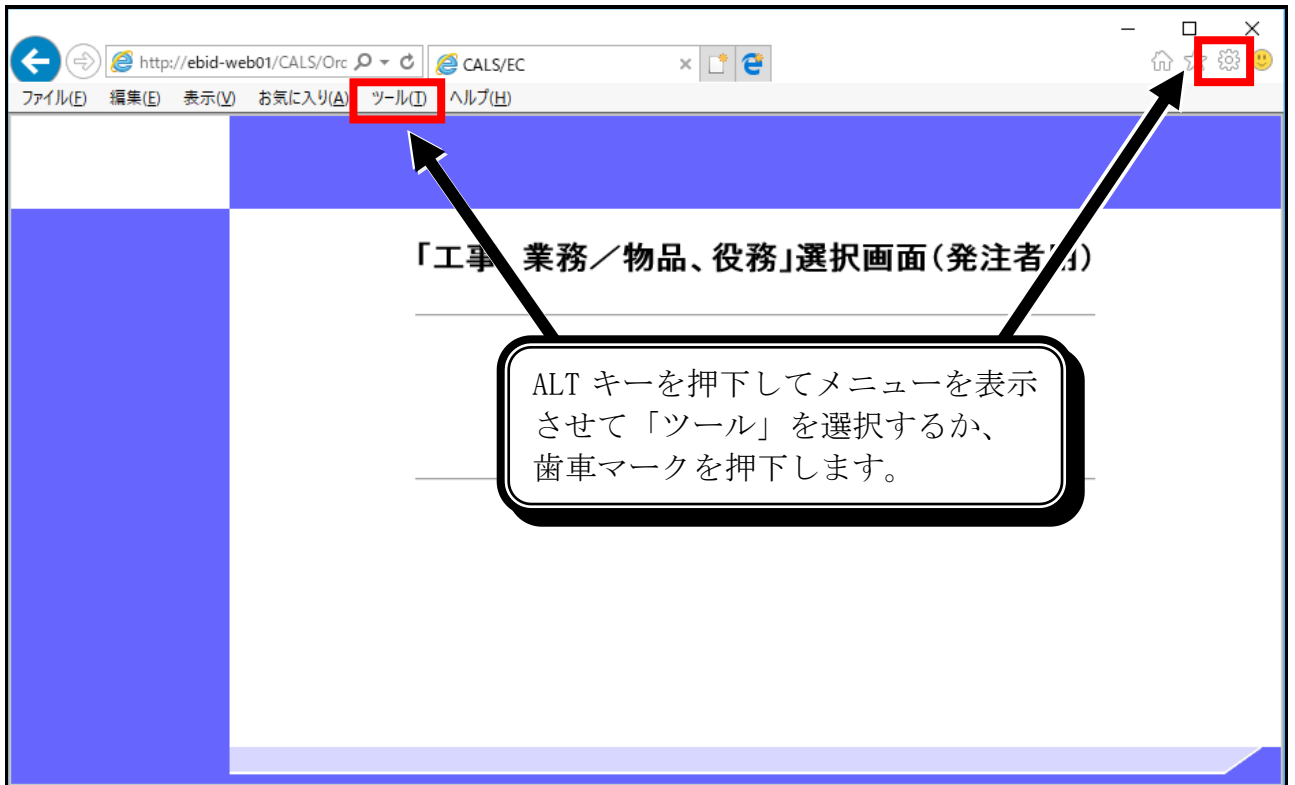 http://ebid-web01/CALS/Orc
CALS/EC
ファイル(F) 編集(E) 表示(V) お気に入り(A) ツール(T) ヘルプ(H)
「工事 業務／物品、役務」選択画面(発注者用)
ALT キーを押下してメニューを表示
させて「ツール」を選択するか、
歯車マークを押下します。